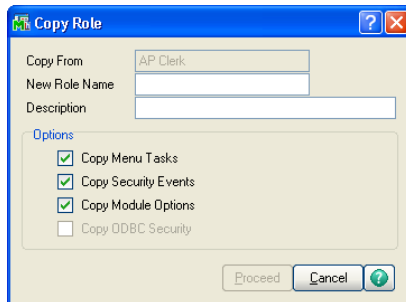 Copy Role
Copy From AP Clerk
New Role Name
Description
Options
Copy Menu Tasks
Copy Security Events
Copy Module Options
Copy ODBC Security
Proceed Cancel ?